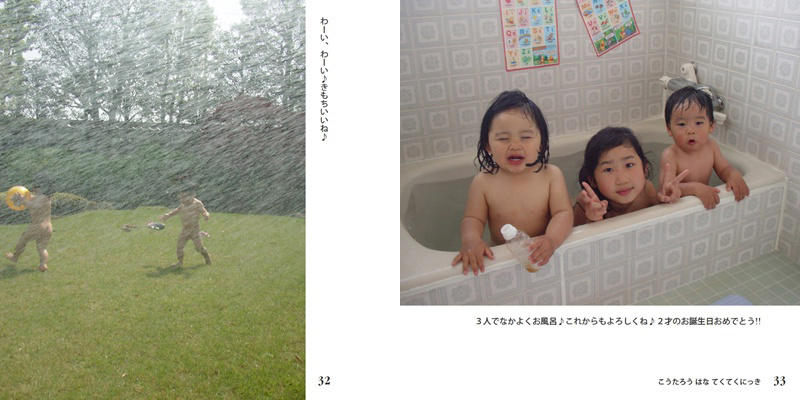 わーい、わーい♪きもちいいね♪
32
３人でなかよくお風呂♪これからもよろしくね♪２才のお誕生日おめでとう!!
こうたろう はな てくてくにっき 33